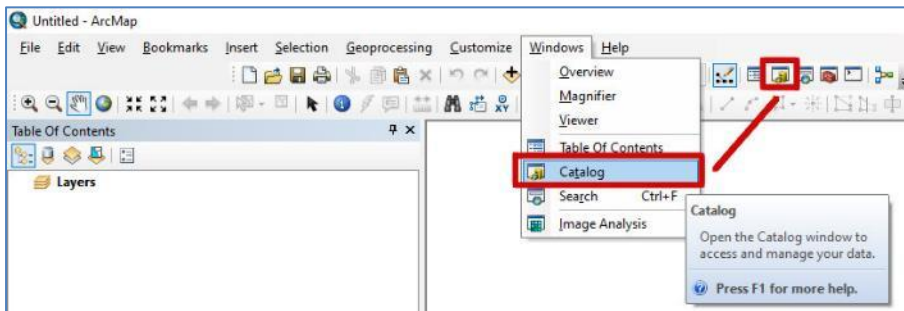 Untitled - ArcMap
File Edit View Bookmarks Insert Selection Geoprocessing Customize Windows Help
Overview
Magnifier
Viewer
Table Of Contents
Catalog
Search Ctrl+F
Image Analysis
Table Of Contents
Layers
Catalog
Open the Catalog window to
access and manage your data.
Press F1 for more help.